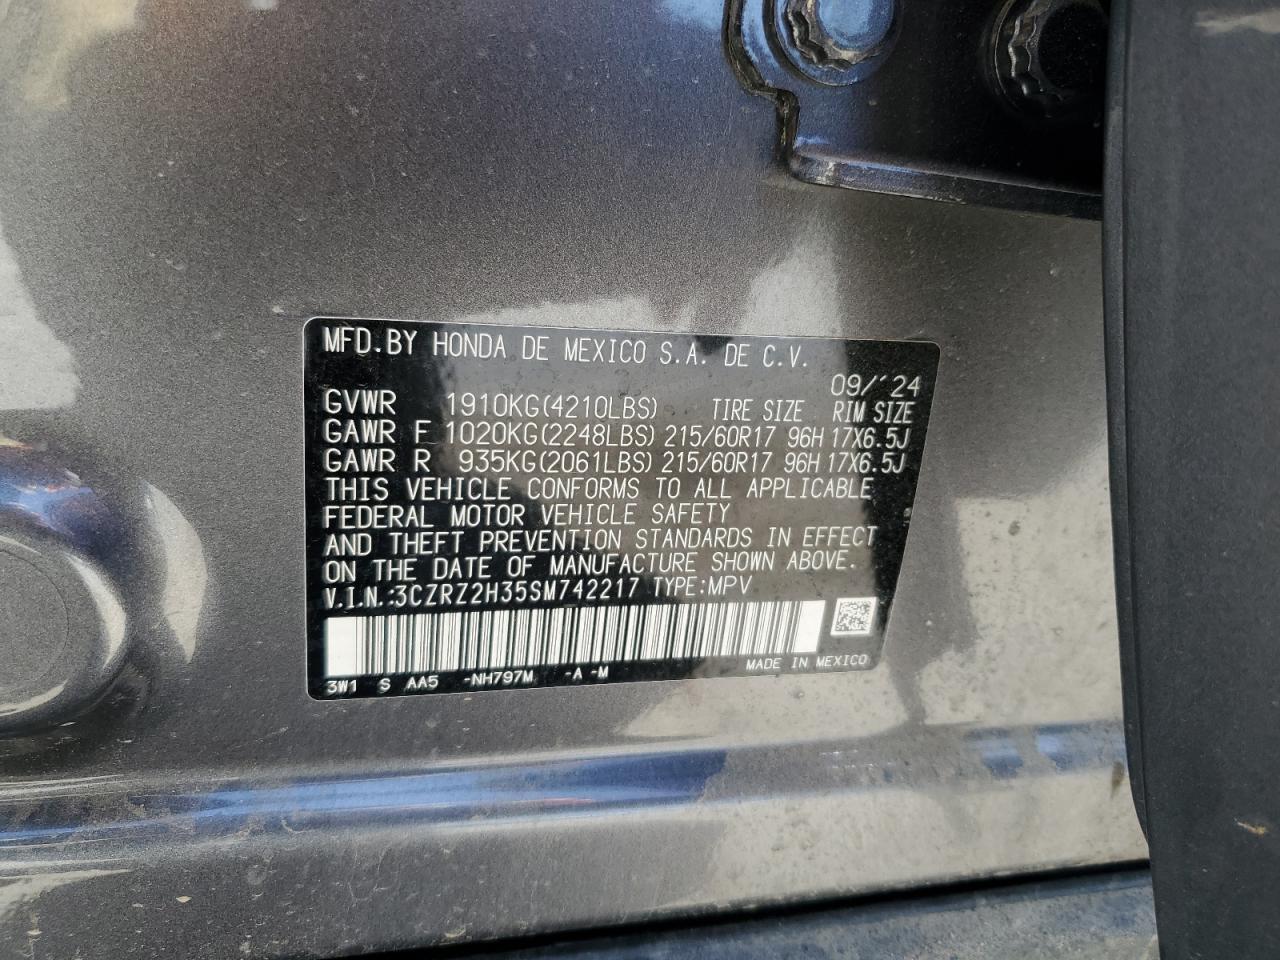 MFD.BY HONDA DE MEXICO S.A. DE C.V.
09/'24
GVWR 1910KG(4210LBS) TIRE SIZE RIM SIZE
GAWR F 1020KG(2248LBS) 215/60R17 96H 17X6.5J
GAWR R 935KG(2061LBS) 215/60R17 96H 17X6.5J
THIS VEHICLE CONFORMS TO ALL APPLICABLE
FEDERAL MOTOR VEHICLE SAFETY
AND THEFT PREVENTION STANDARDS IN EFFECT
ON THE DATE OF MANUFACTURE SHOWN ABOVE.
V.I.N.:3CZRZ2H35SM742217 TYPE:MPV
MADE IN MEXICO
3W1 S AA5 -NH797M -A -M